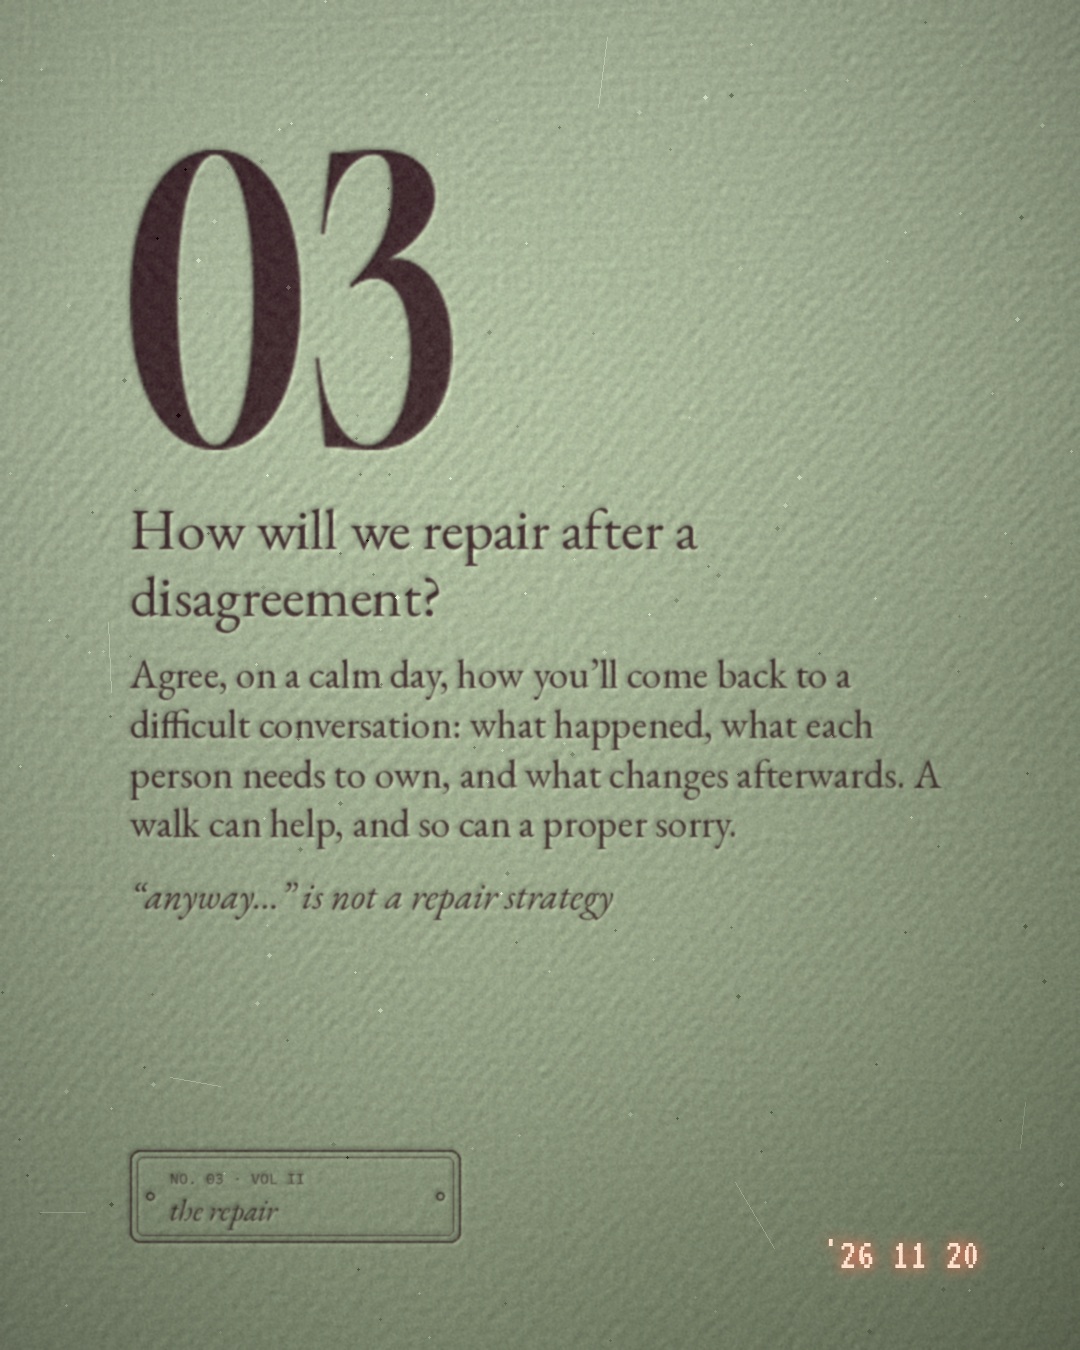 03
How will we repair after a
disagreement?
Agree, on a calm day, how you’ll come back to a
difficult conversation: what happened, what each
person needs to own, and what changes afterwards. A
walk can help, and so can a proper sorry.
“anyway…” is not a repair strategy
NO. 03 · VOL II
the repair
'26 11 20